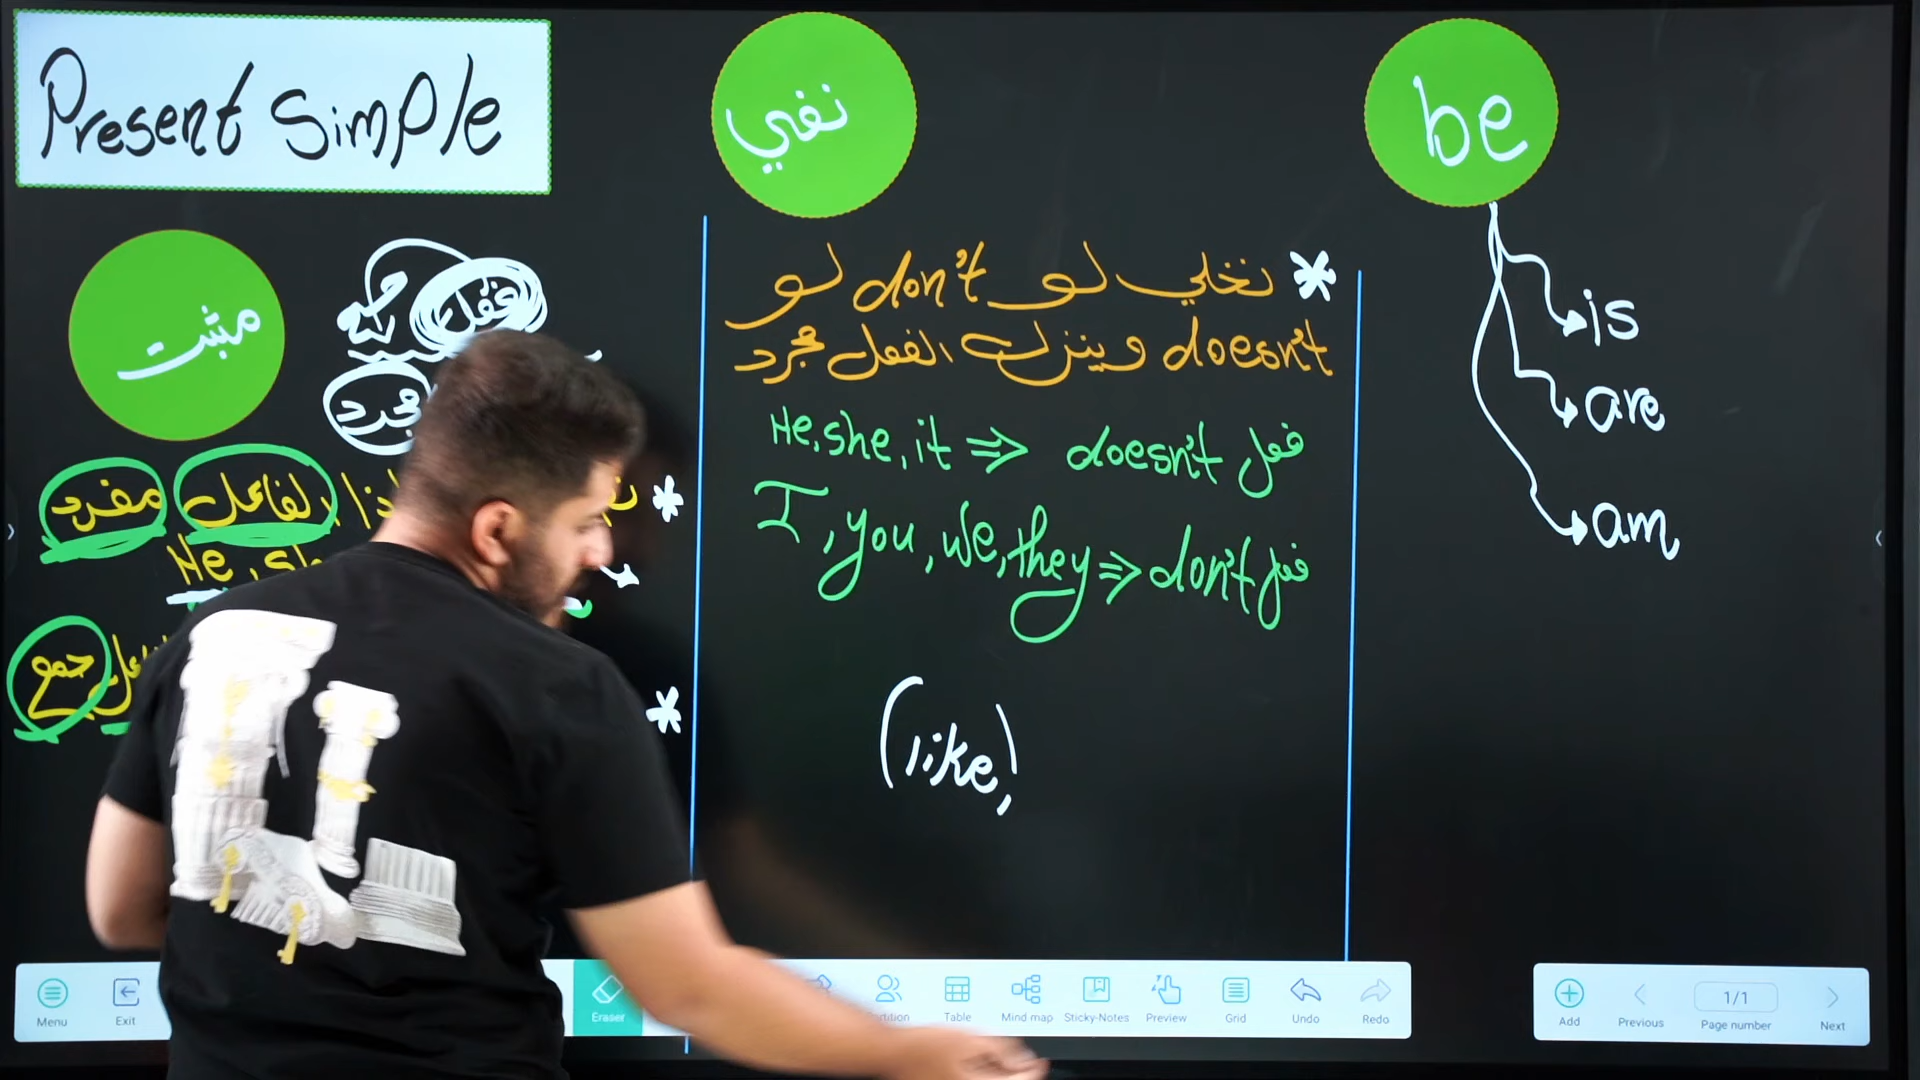 Present Simple
مثبت
فعل
مجرد
اذا الفاعل مفرد *
He, sh
جمع
*
نفي
* نخلي لو don't لو
doesn't وينزل الفعل مجرد
He, she, it ⇒ doesn't فعل
I, you, We, they ⇒ don't فعل
(like,)
be
is
are
am
Menu
Exit
Eraser
Table
Mind map
Sticky-Notes
Preview
Grid
Undo
Redo
Add
Previous
1/1
Page number
Next